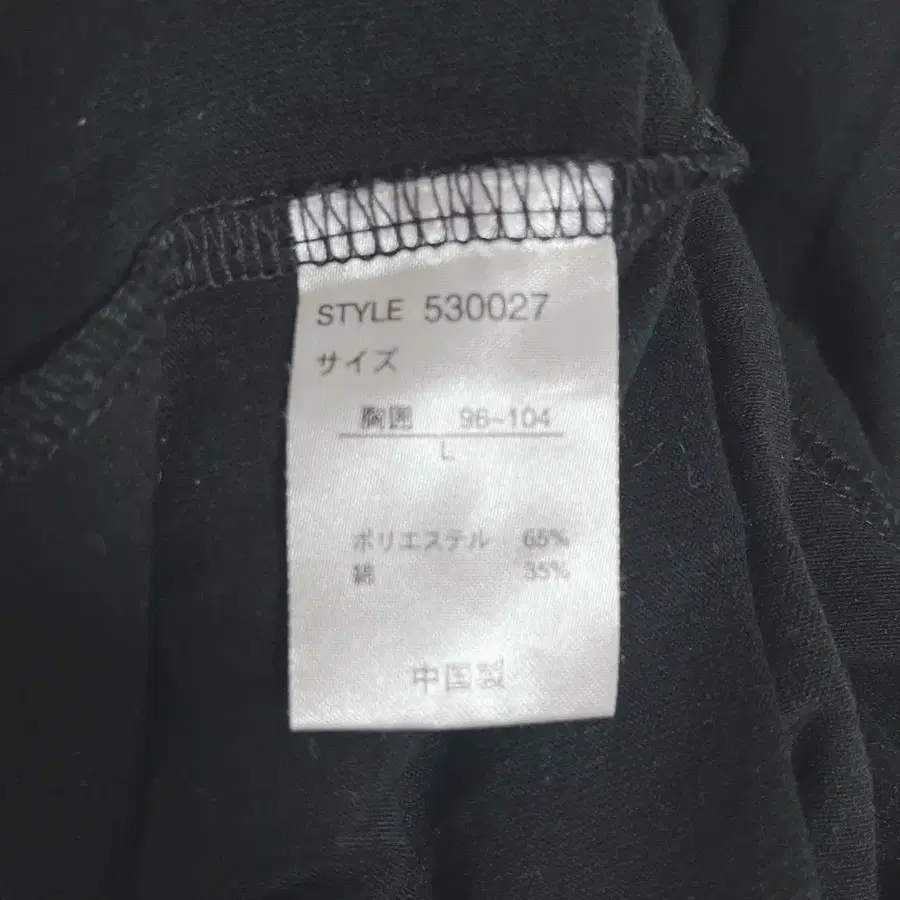 STYLE 530027
サイズ
胸囲 96~104
L
ポリエステル 65%
綿 35%
中国製